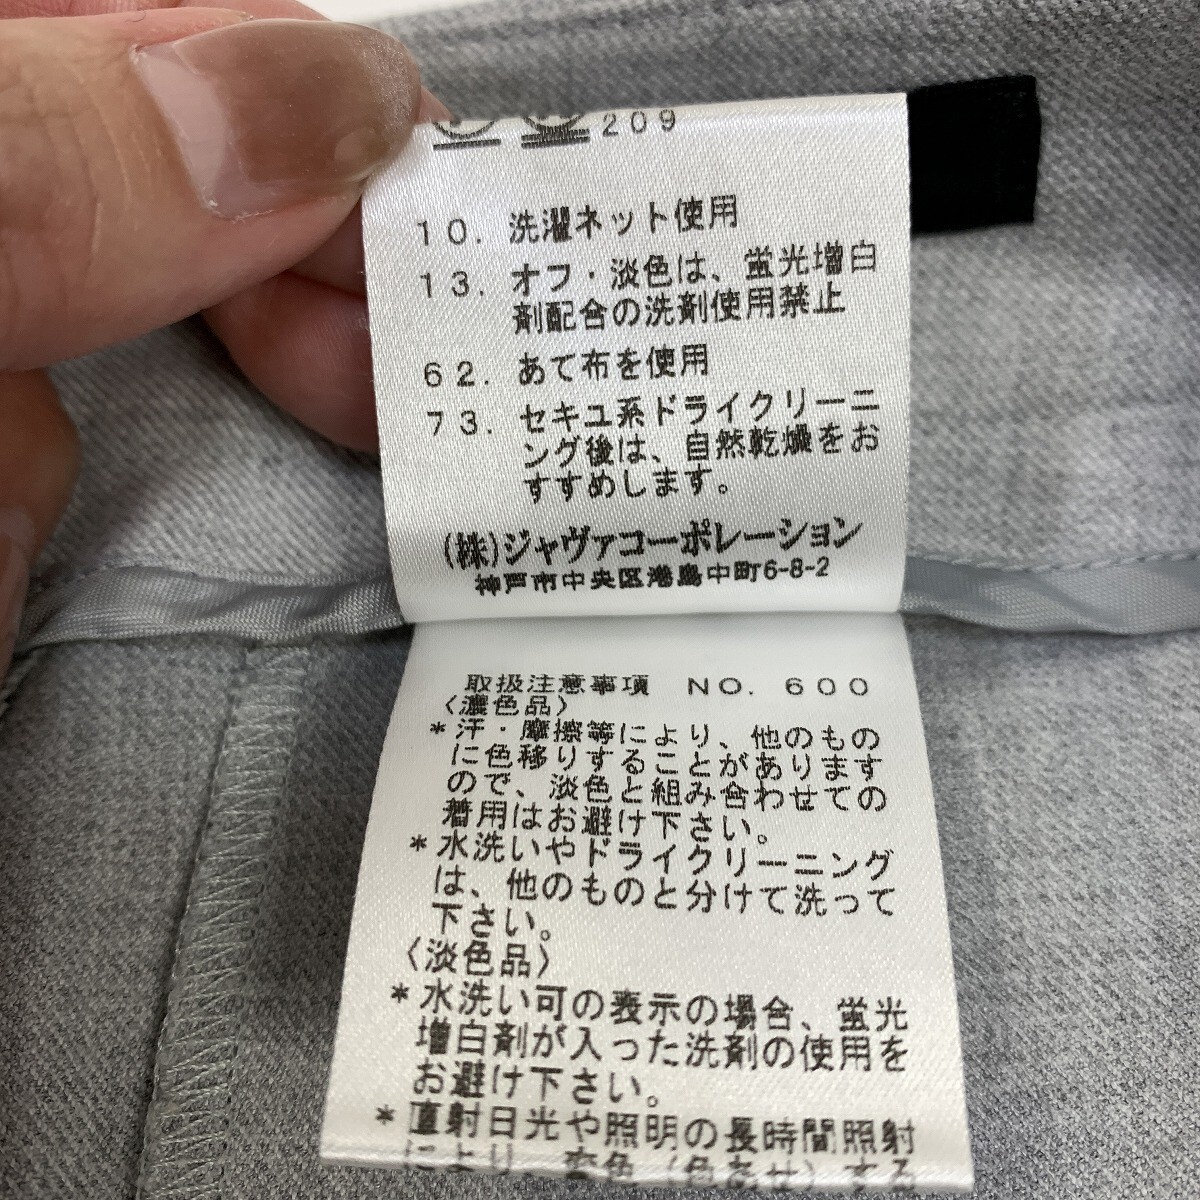 209
10. 洗濯ネット使用
13. オフ・淡色は、蛍光増白
剤配合の洗剤使用禁止
62. あて布を使用
73. セキユ系ドライクリーニ
ング後は、自然乾燥をお
すすめします。
(株)ジャヴァコーポレーション
神戸市中央区港島中町6-8-2
取扱注意事項 NO. 600
〈濃色品〉
*汗・摩擦等により、他のもの
に色移りすることがあります
ので、淡色と組み合わせての
着用はお避け下さい。
*水洗いやドライクリーニング
は、他のものと分けて洗って
下さい。
〈淡色品〉
*水洗い可の表示の場合、蛍光
増白剤が入った洗剤の使用を
お避け下さい。
*直射日光や照明の長時間照射
により、変色(色あせ)する